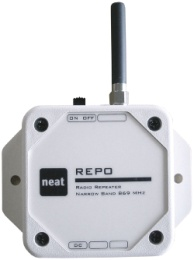 ON OFF
REPO
neat
RADIO REPEATER
NARROW BAND 869 MHZ
DC